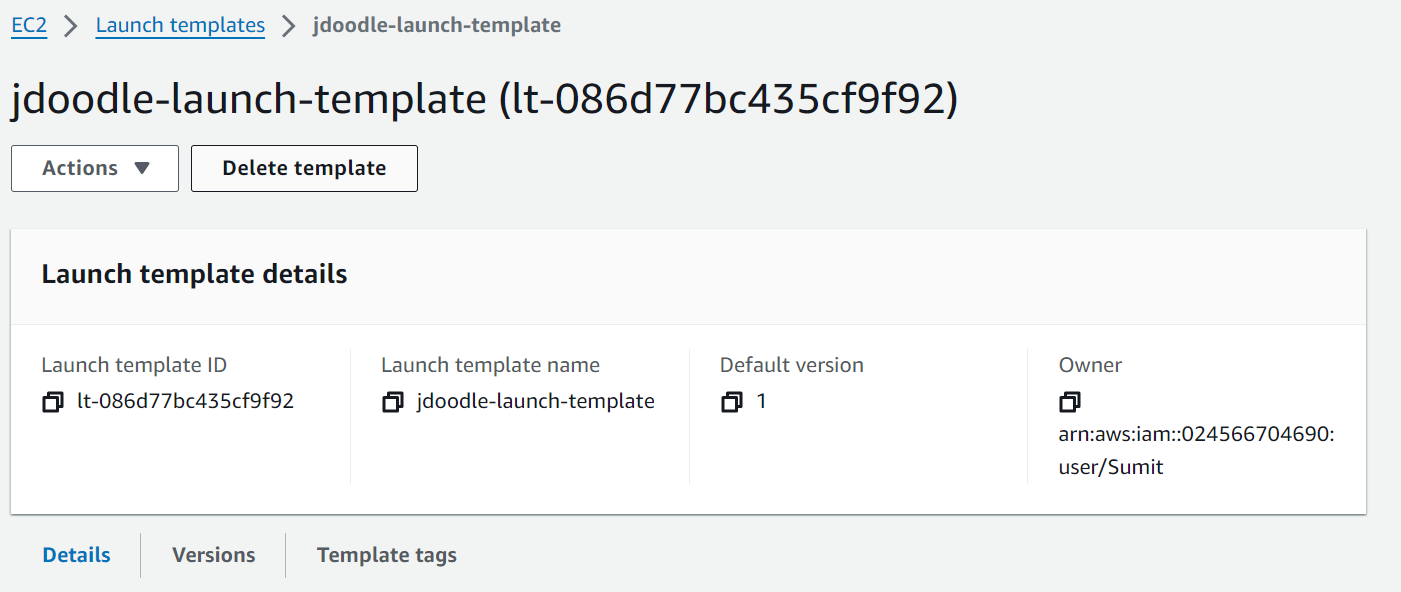 EC2 > Launch templates > jdoodle-launch-template
jdoodle-launch-template (lt-086d77bc435cf9f92)
Actions ▼ Delete template
Launch template details
Launch template ID Launch template name Default version Owner
lt-086d77bc435cf9f92 jdoodle-launch-template 1
arn:aws:iam::024566704690:
user/Sumit
Details Versions Template tags